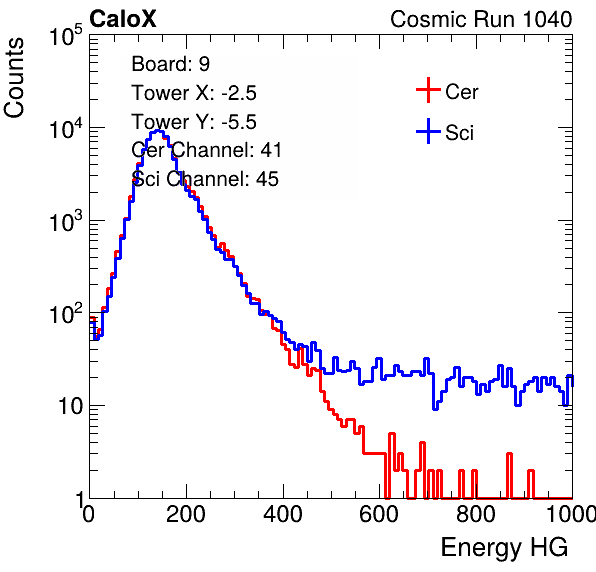 CaloX
Cosmic Run 1040
Counts
Board: 9
Tower X: -2.5
Tower Y: -5.5
Cer Channel: 41
Sci Channel: 45
Cer
Sci
10^5
10^4
10^3
10^2
10
1
0 200 400 600 800 1000
Energy HG